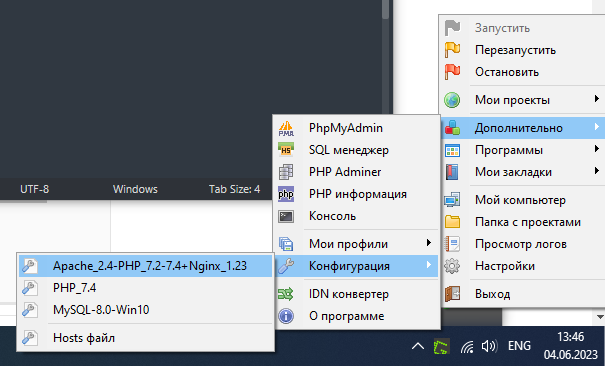 Запустить
Перезапустить
Остановить
Мои проекты
Дополнительно
Программы
Мои закладки
Мой компьютер
Папка с проектами
Просмотр логов
Настройки
Выход
PMA
PhpMyAdmin
HS
SQL менеджер
PHP Adminer
php
PHP информация
Консоль
Мои профили
Конфигурация
IDN конвертер
О программе
UTF-8 Windows Tab Size: 4
Apache_2.4-PHP_7.2-7.4+Nginx_1.23
PHP_7.4
MySQL-8.0-Win10
Hosts файл
ENG
13:46
04.06.2023